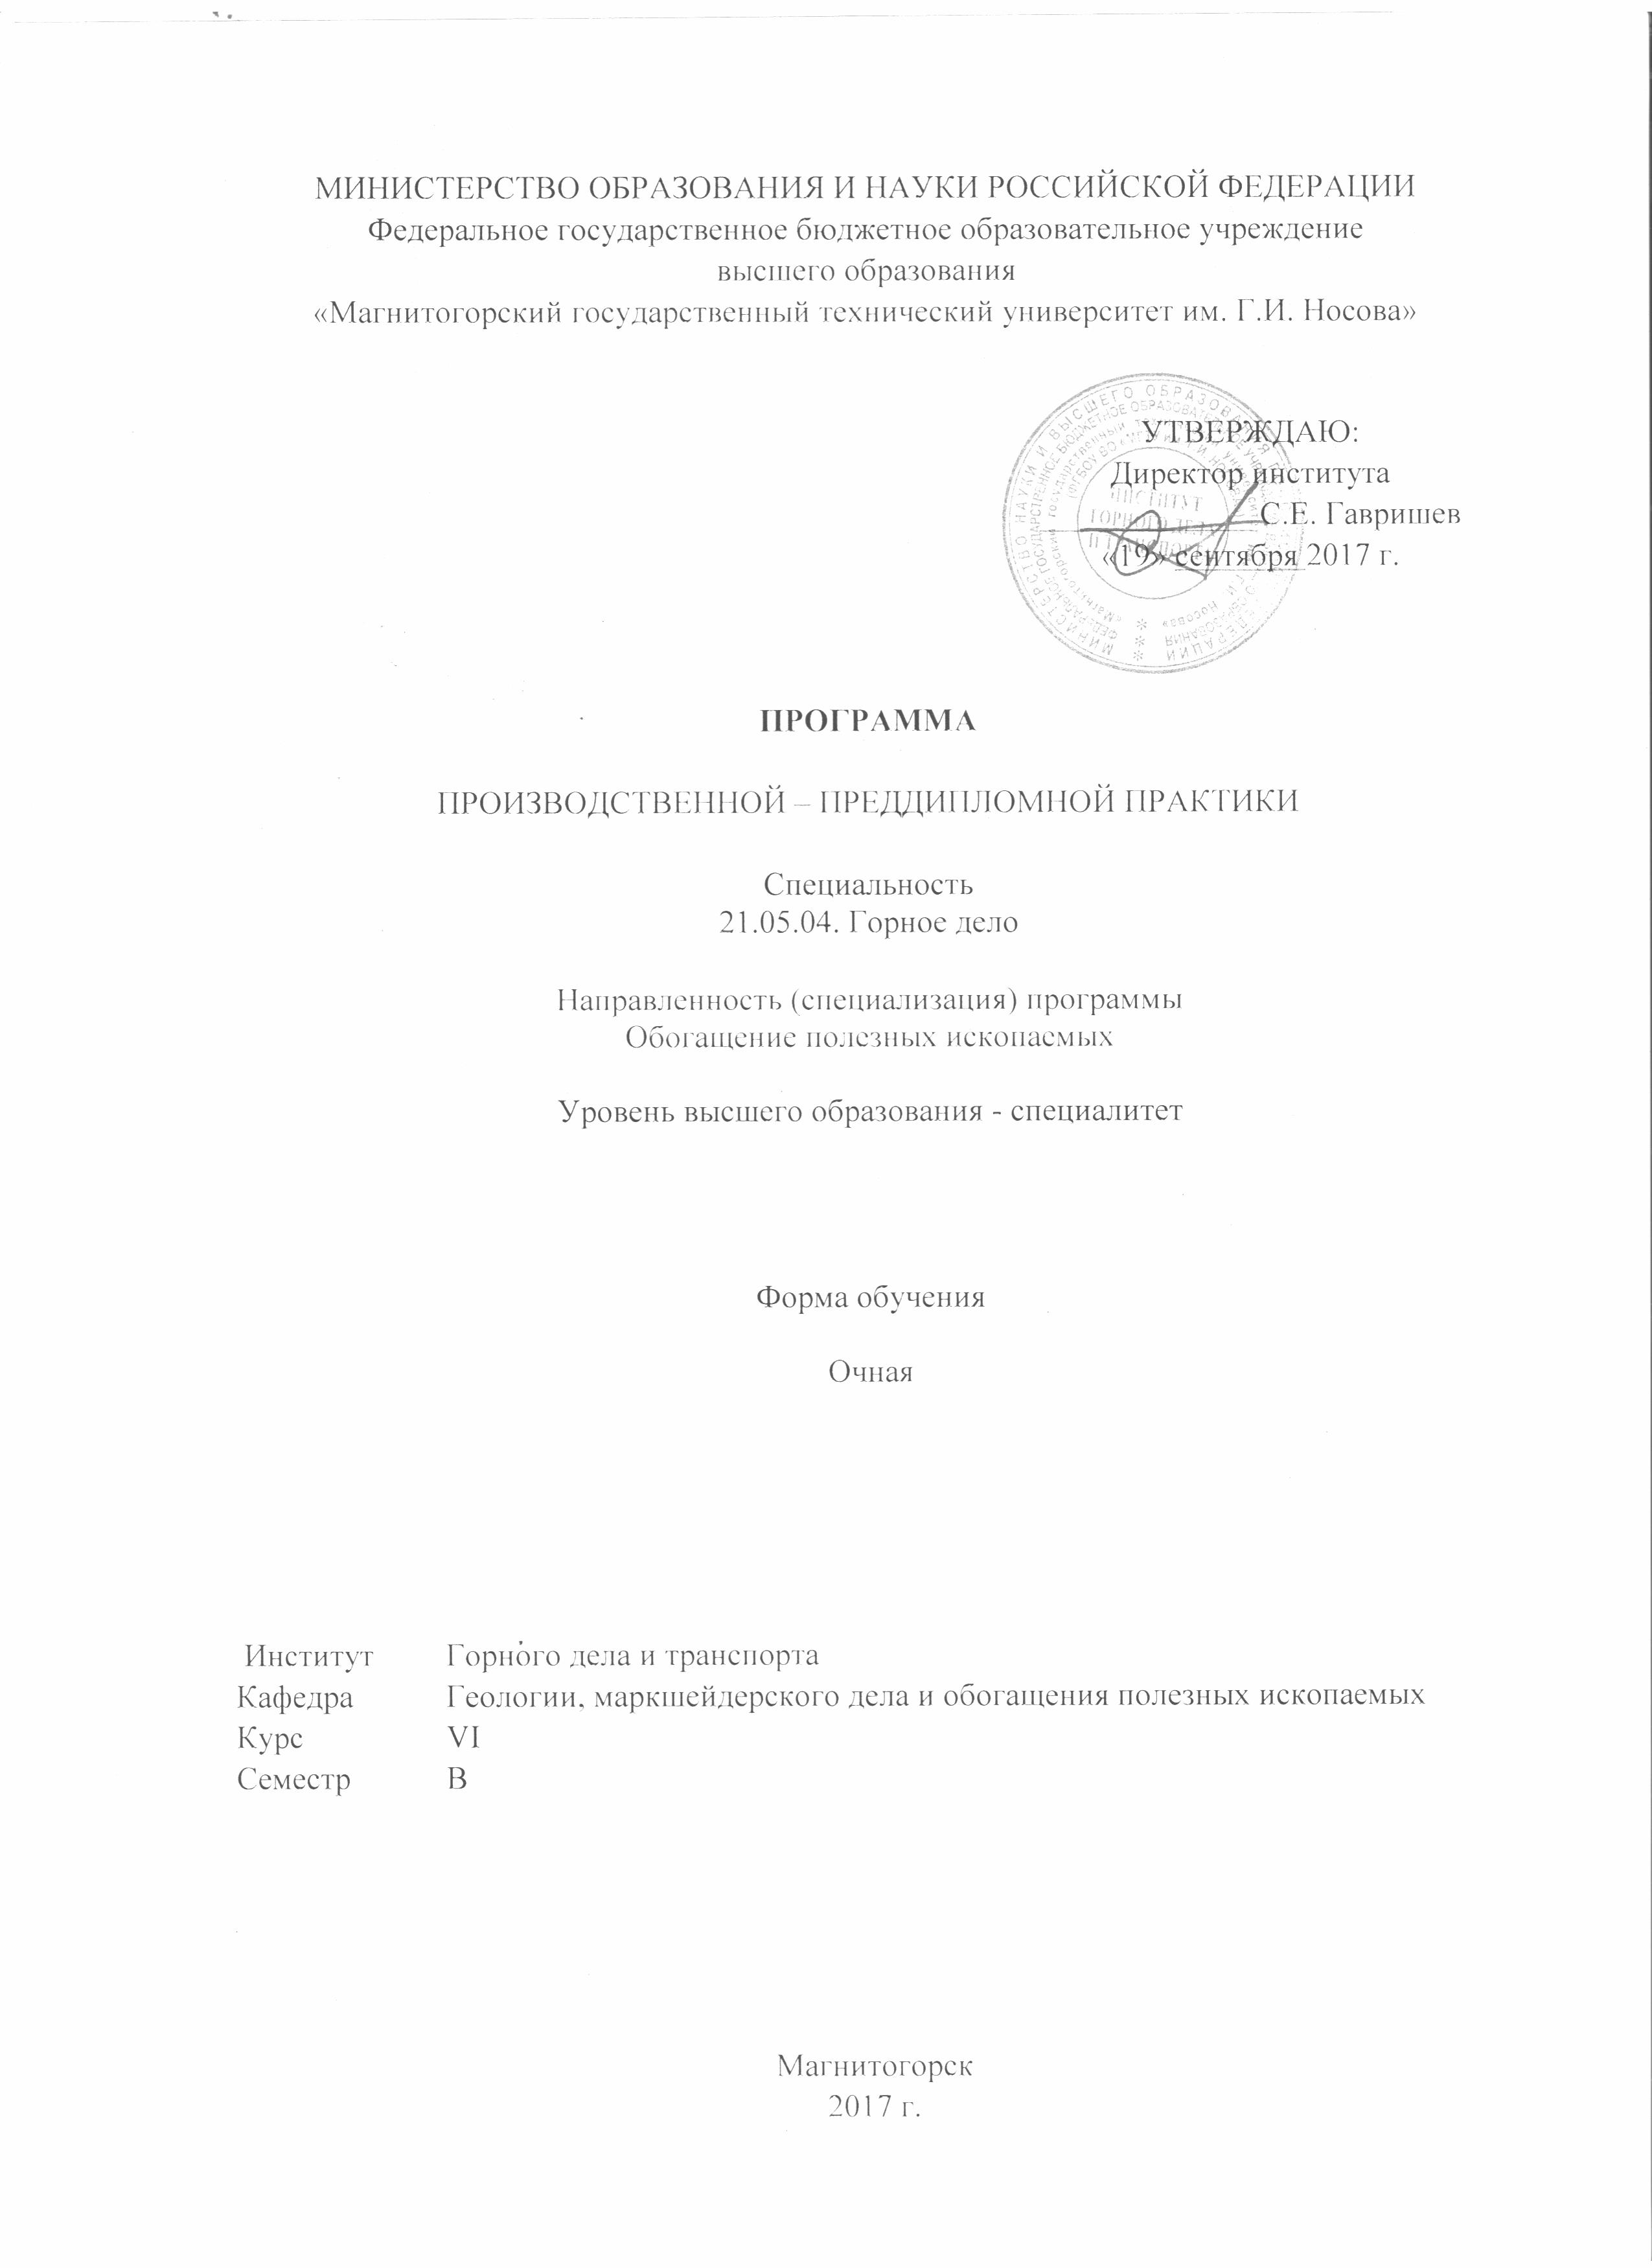 МИНИСТЕРСТВО ОБРАЗОВАНИЯ И НАУКИ РОССИЙСКОЙ ФЕДЕРАЦИИ
Федеральное государственное бюджетное образовательное учреждение
высшего образования
«Магнитогорский государственный технический университет им. Г.И. Носова»
УТВЕРЖДАЮ:
Директор института
С.Е. Гавришев
«19» сентября 2017 г.
ИНСТИТУТ
ГОРНОГО ДЕЛА
ПРОГРАММА
ПРОИЗВОДСТВЕННОЙ – ПРЕДДИПЛОМНОЙ ПРАКТИКИ
Специальность
21.05.04. Горное дело
Направленность (специализация) программы
Обогащение полезных ископаемых
Уровень высшего образования - специалитет
Форма обучения
Очная
Институт Горного дела и транспорта
Кафедра Геологии, маркшейдерского дела и обогащения полезных ископаемых
Курс VI
Семестр В
Магнитогорск
2017 г.